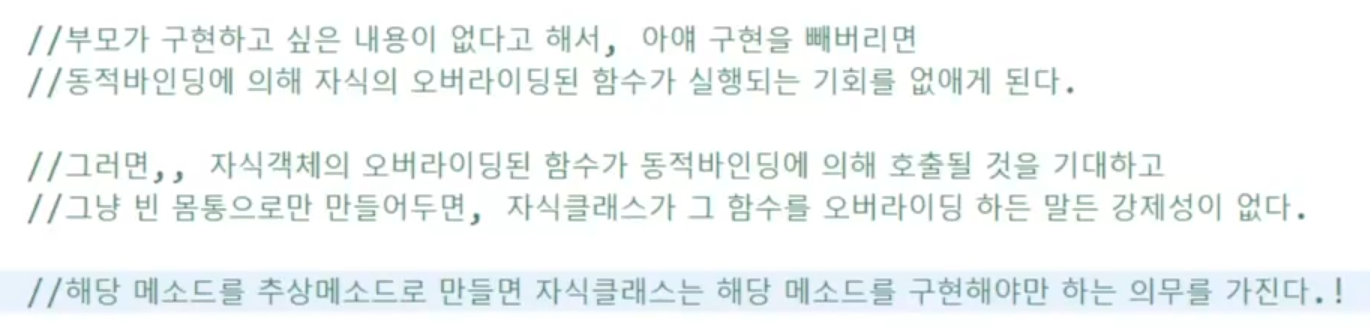 //부모가 구현하고 싶은 내용이 없다고 해서, 아얘 구현을 빼버리면
//동적바인딩에 의해 자식의 오버라이딩된 함수가 실행되는 기회를 없애게 된다.
//그러면,, 자식객체의 오버라이딩된 함수가 동적바인딩에 의해 호출될 것을 기대하고
//그냥 빈 몸통으로만 만들어두면, 자식클래스가 그 함수를 오버라이딩 하든 말든 강제성이 없다.
//해당 메소드를 추상메소드로 만들면 자식클래스는 해당 메소드를 구현해야만 하는 의무를 가진다.!